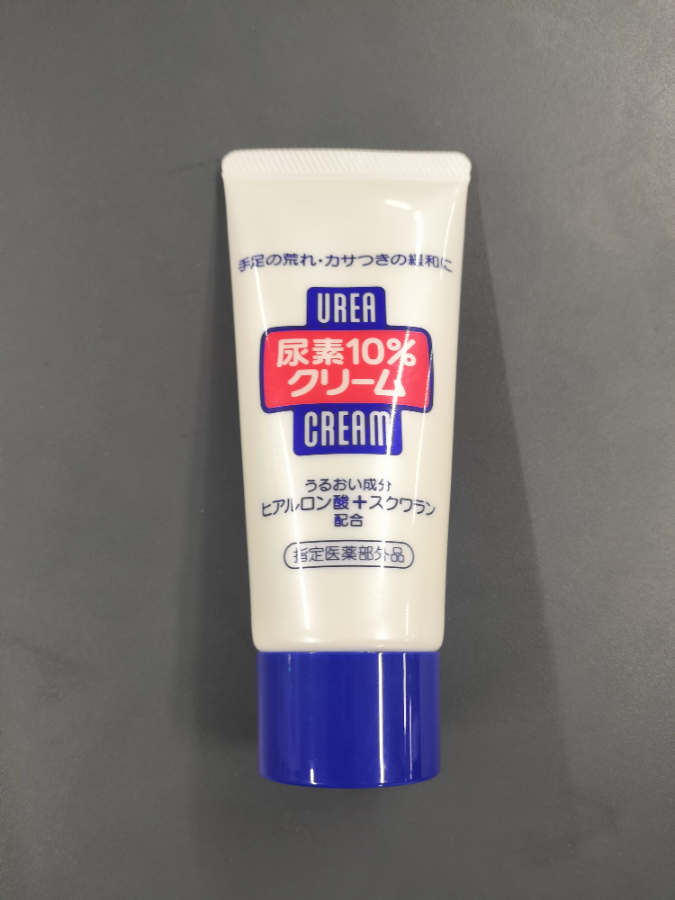 手足の荒れ・カサつきの緩和に
UREA
尿素10%
クリーム
CREAM
うるおい成分
ヒアルロン酸+スクワラン
配合
指定医薬部外品